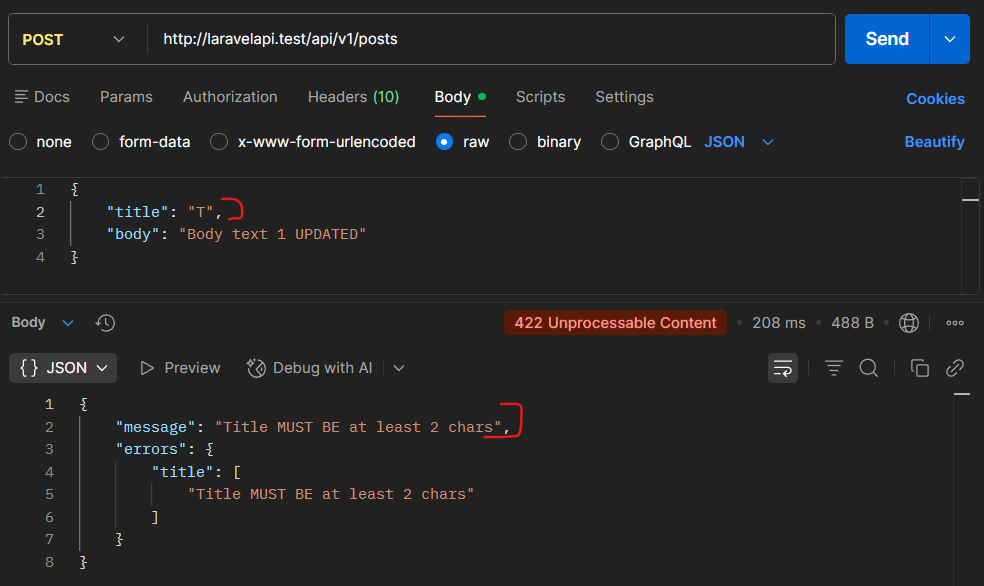 POST http://laravelapi.test/api/v1/posts Send
Docs Params Authorization Headers (10) Body Scripts Settings Cookies
none form-data x-www-form-urlencoded raw binary GraphQL JSON Beautify
1 {
2 "title": "T",
3 "body": "Body text 1 UPDATED"
4 }
Body 422 Unprocessable Content • 208 ms • 488 B •
{} JSON Preview Debug with AI
1 {
2 "message": "Title MUST BE at least 2 chars",
3 "errors": {
4 "title": [
5 "Title MUST BE at least 2 chars"
6 ]
7 }
8 }